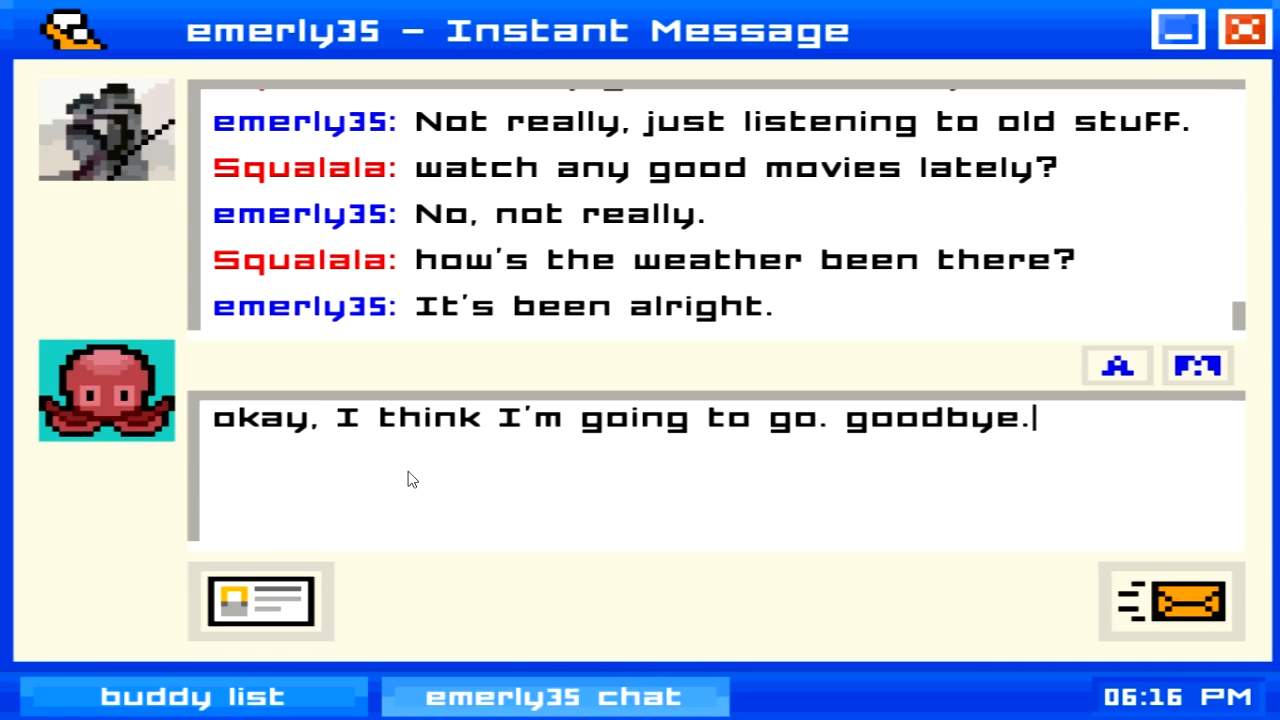 emerly35 - Instant Message
emerly35: Not really, just listening to old stuff.
Squalala: watch any good movies lately?
emerly35: No, not really.
Squalala: how's the weather been there?
emerly35: It's been alright.
A
okay, I think I'm going to go. goodbye.
buddy list
emerly35 chat
06:16 PM